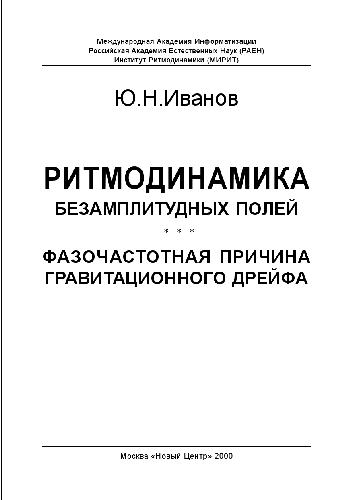 Международная Академия Информатизации
Российская Академия Естественных Наук (РАЕН)
Институт Ритмодинамики (МИРИТ)
Ю.Н.Иванов
РИТМОДИНАМИКА
БЕЗАМПЛИТУДНЫХ ПОЛЕЙ
* * *
ФАЗОЧАСТОТНАЯ ПРИЧИНА
ГРАВИТАЦИОННОГО ДРЕЙФА
Москва «Новый Центр» 2000